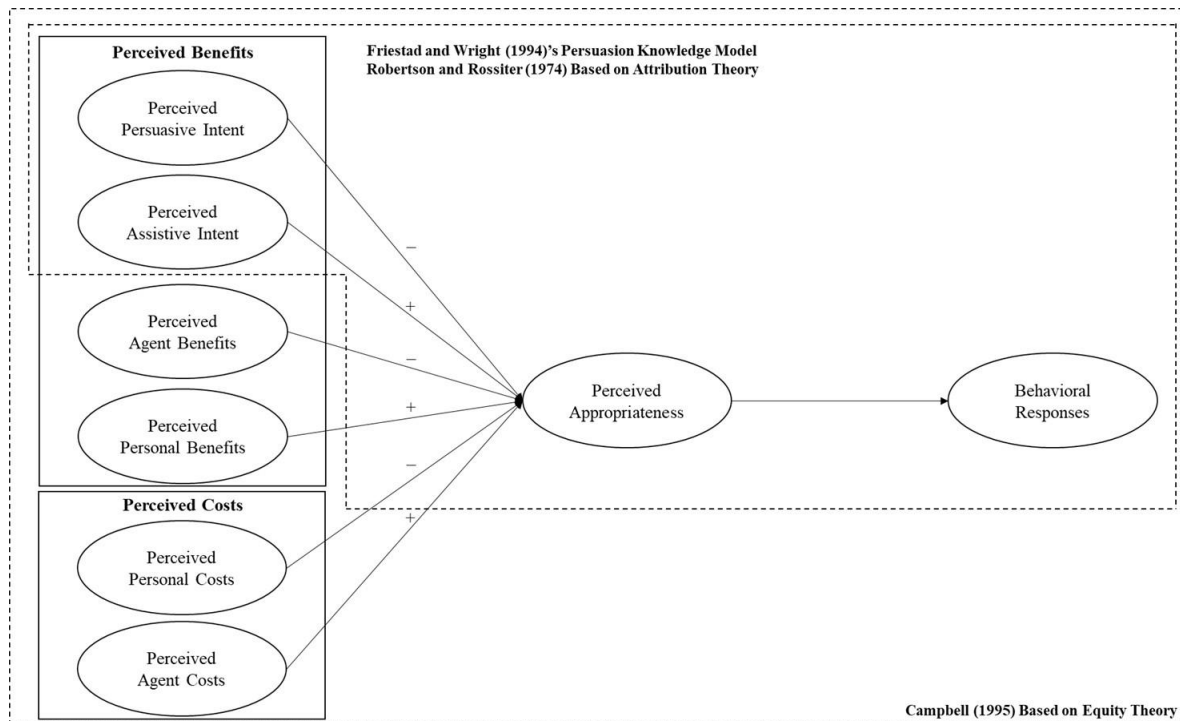 Perceived Benefits
Friestad and Wright (1994)’s Persuasion Knowledge Model
Robertson and Rossiter (1974) Based on Attribution Theory
Perceived
Persuasive Intent
Perceived
Assistive Intent
−
+
Perceived
Agent Benefits
−
Perceived
Appropriateness
Behavioral
Responses
+
Perceived
Personal Benefits
−
Perceived Costs
+
Perceived
Personal Costs
Perceived
Agent Costs
Campbell (1995) Based on Equity Theory